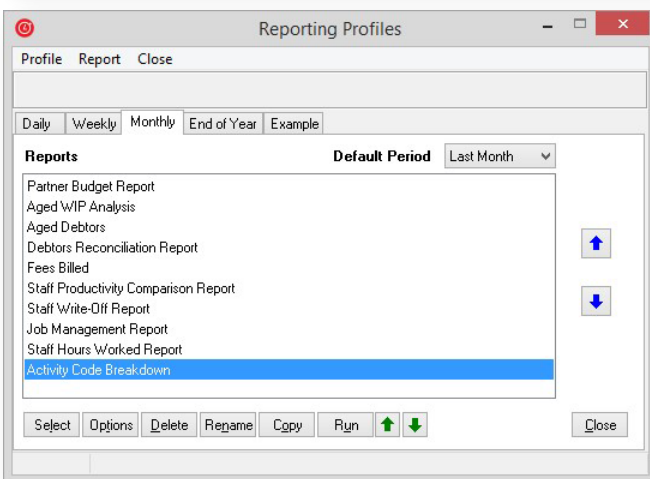 Reporting Profiles
Profile Report Close
Daily Weekly Monthly End of Year Example
Reports Default Period Last Month
Partner Budget Report
Aged WIP Analysis
Aged Debtors
Debtors Reconciliation Report
Fees Billed
Staff Productivity Comparison Report
Staff Write-Off Report
Job Management Report
Staff Hours Worked Report
Activity Code Breakdown
Select Options Delete Rename Copy Run Close